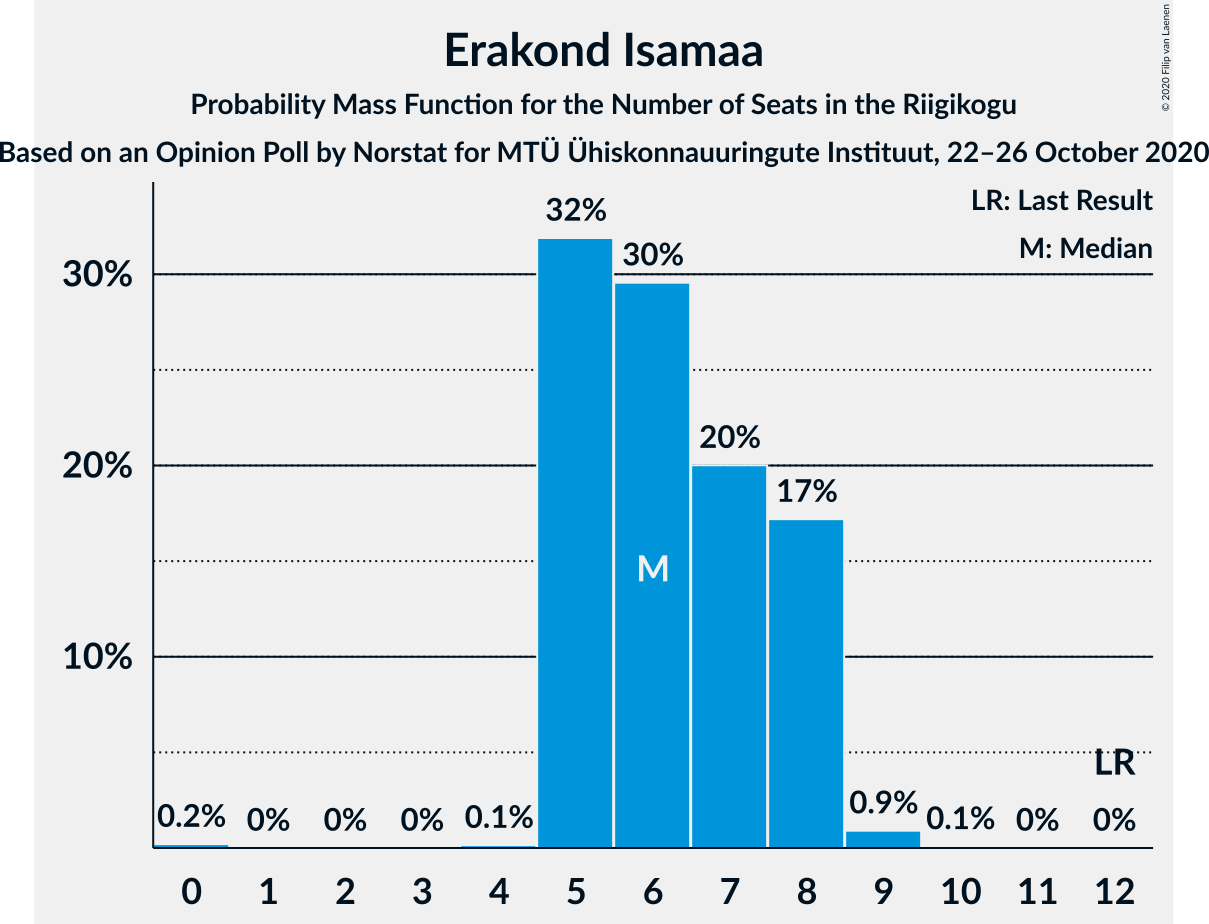 Erakond Isamaa
Probability Mass Function for the Number of Seats in the Riigikogu
Based on an Opinion Poll by Norstat for MTÜ Ühiskonnauuringute Instituut, 22–26 October 2020
© 2020 Filip van Laenen
LR: Last Result
M: Median
30%
20%
10%
32%
30%
20%
17%
M
LR
0.2% 0% 0% 0% 0.1% 0.9% 0.1% 0% 0%
0 1 2 3 4 5 6 7 8 9 10 11 12